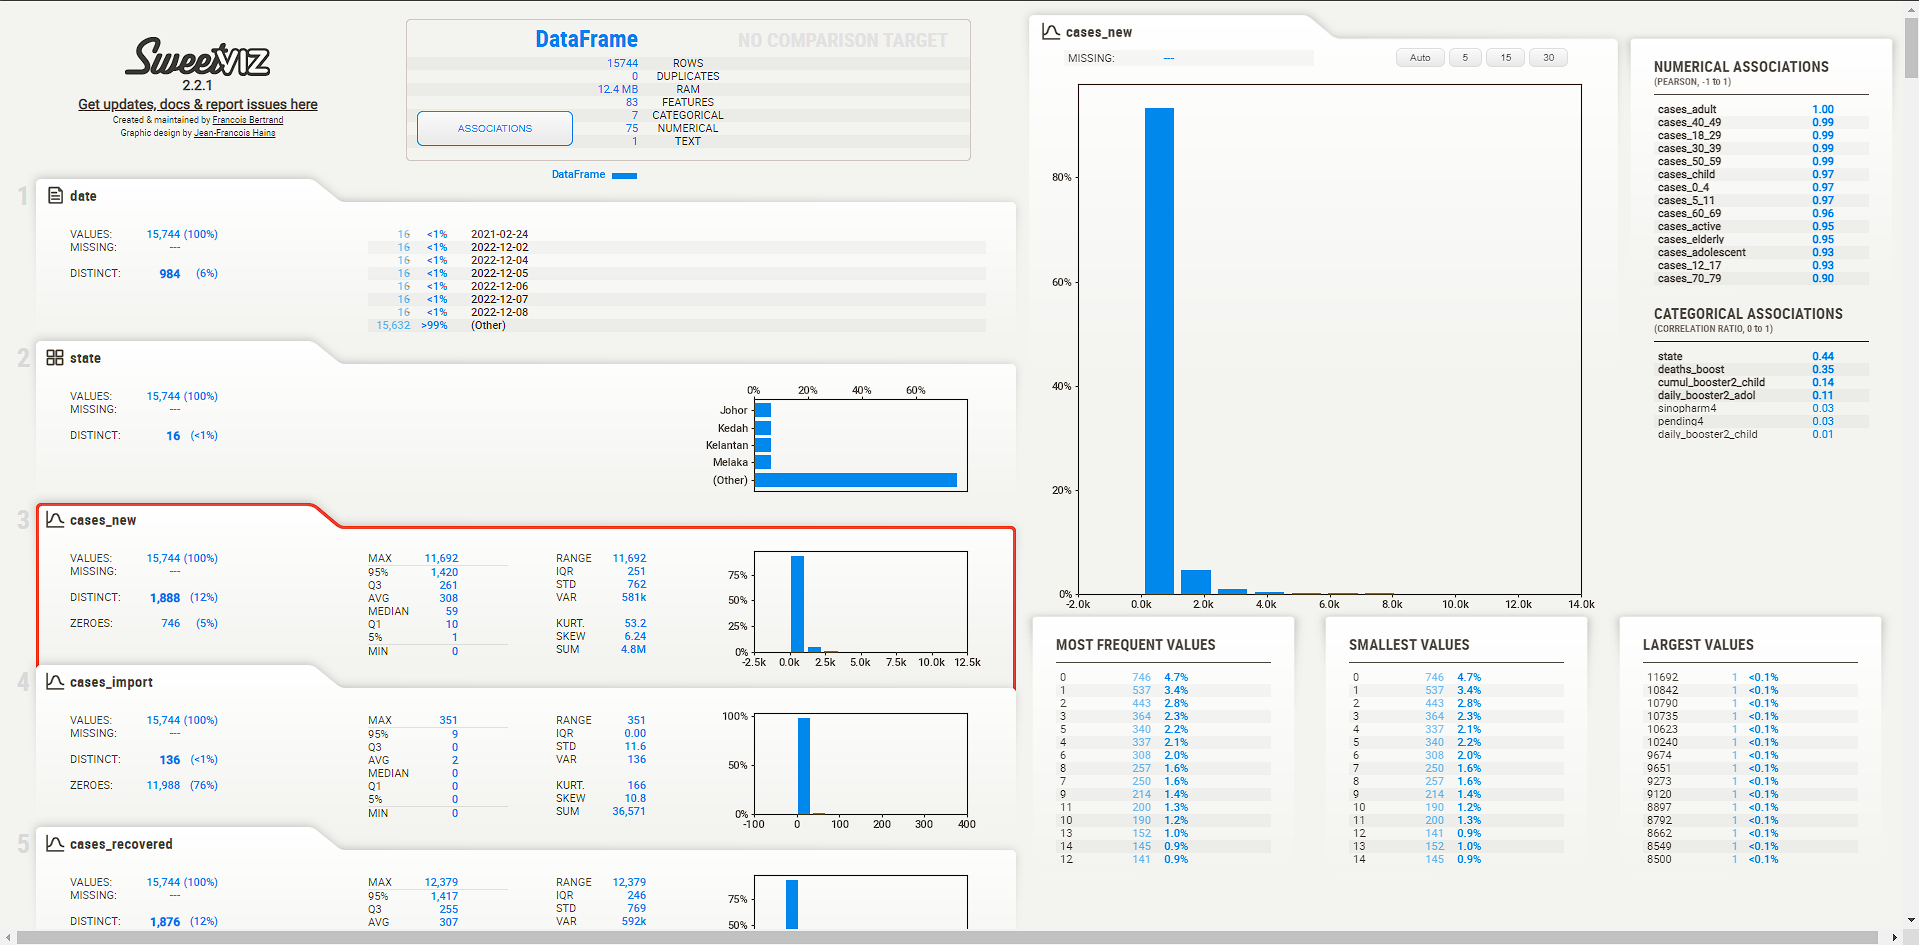 SweetVIZ
2.2.1
Get updates, docs & report issues here
Created & maintained by Francois Bertrand
Graphic design by Jean-Francois Hains
DataFrame NO COMPARISON TARGET
15744 ROWS
0 DUPLICATES
12.4 MB RAM
83 FEATURES
7 CATEGORICAL
75 NUMERICAL
1 TEXT
ASSOCIATIONS
DataFrame
1 date
VALUES: 15,744 (100%)
MISSING: ---
DISTINCT: 984 (6%)
16 <1% 2021-02-24
16 <1% 2022-12-02
16 <1% 2022-12-04
16 <1% 2022-12-05
16 <1% 2022-12-06
16 <1% 2022-12-07
16 <1% 2022-12-08
15,632 >99% (Other)
2 state
VALUES: 15,744 (100%)
MISSING: ---
DISTINCT: 16 (<1%)
0% 20% 40% 60%
Johor
Kedah
Kelantan
Melaka
(Other)
3 cases_new
VALUES: 15,744 (100%)
MISSING: ---
DISTINCT: 1,888 (12%)
ZEROES: 746 (5%)
MAX 11,692
95% 1,420
Q3 261
AVG 308
MEDIAN 59
Q1 10
5% 1
MIN 0
RANGE 11,692
IQR 251
STD 762
VAR 581k
KURT. 53.2
SKEW 6.24
SUM 4.8M
75%
50%
25%
0%
-2.5k 0.0k 2.5k 5.0k 7.5k 10.0k 12.5k
4 cases_import
VALUES: 15,744 (100%)
MISSING: ---
DISTINCT: 136 (<1%)
ZEROES: 11,988 (76%)
MAX 351
95% 9
Q3 0
AVG 2
MEDIAN 0
Q1 0
5% 0
MIN 0
RANGE 351
IQR 0.00
STD 11.6
VAR 136
KURT. 166
SKEW 10.8
SUM 36,571
100%
50%
0%
-100 0 100 200 300 400
5 cases_recovered
VALUES: 15,744 (100%)
MISSING: ---
DISTINCT: 1,876 (12%)
MAX 12,379
95% 1,417
Q3 255
AVG 307
RANGE 12,379
IQR 246
STD 769
VAR 592k
75%
50%
cases_new
MISSING: ---
Auto 5 15 30
80%
60%
40%
20%
0%
-2.0k 0.0k 2.0k 4.0k 6.0k 8.0k 10.0k 12.0k 14.0k
NUMERICAL ASSOCIATIONS
(PEARSON, -1 to 1)
cases_adult 1.00
cases_40_49 0.99
cases_18_29 0.99
cases_30_39 0.99
cases_50_59 0.99
cases_child 0.97
cases_0_4 0.97
cases_5_11 0.97
cases_60_69 0.96
cases_active 0.95
cases_elderly 0.95
cases_adolescent 0.93
cases_12_17 0.93
cases_70_79 0.90
CATEGORICAL ASSOCIATIONS
(CORRELATION RATIO, 0 to 1)
state 0.44
deaths_boost 0.35
cumul_booster2_child 0.14
daily_booster2_adol 0.11
sinopharm4 0.03
pending4 0.03
daily_booster2_child 0.01
MOST FREQUENT VALUES
0 746 4.7%
1 537 3.4%
2 443 2.8%
3 364 2.3%
5 340 2.2%
4 337 2.1%
6 308 2.0%
8 257 1.6%
7 250 1.6%
9 214 1.4%
11 200 1.3%
10 190 1.2%
13 152 1.0%
14 145 0.9%
12 141 0.9%
SMALLEST VALUES
0 746 4.7%
1 537 3.4%
2 443 2.8%
3 364 2.3%
4 337 2.1%
5 340 2.2%
6 308 2.0%
7 250 1.6%
8 257 1.6%
9 214 1.4%
10 190 1.2%
11 200 1.3%
12 141 0.9%
13 152 1.0%
14 145 0.9%
LARGEST VALUES
11692 1 <0.1%
10842 1 <0.1%
10790 1 <0.1%
10735 1 <0.1%
10623 1 <0.1%
10240 1 <0.1%
9674 1 <0.1%
9651 1 <0.1%
9273 1 <0.1%
9120 1 <0.1%
8897 1 <0.1%
8792 1 <0.1%
8662 1 <0.1%
8549 1 <0.1%
8500 1 <0.1%